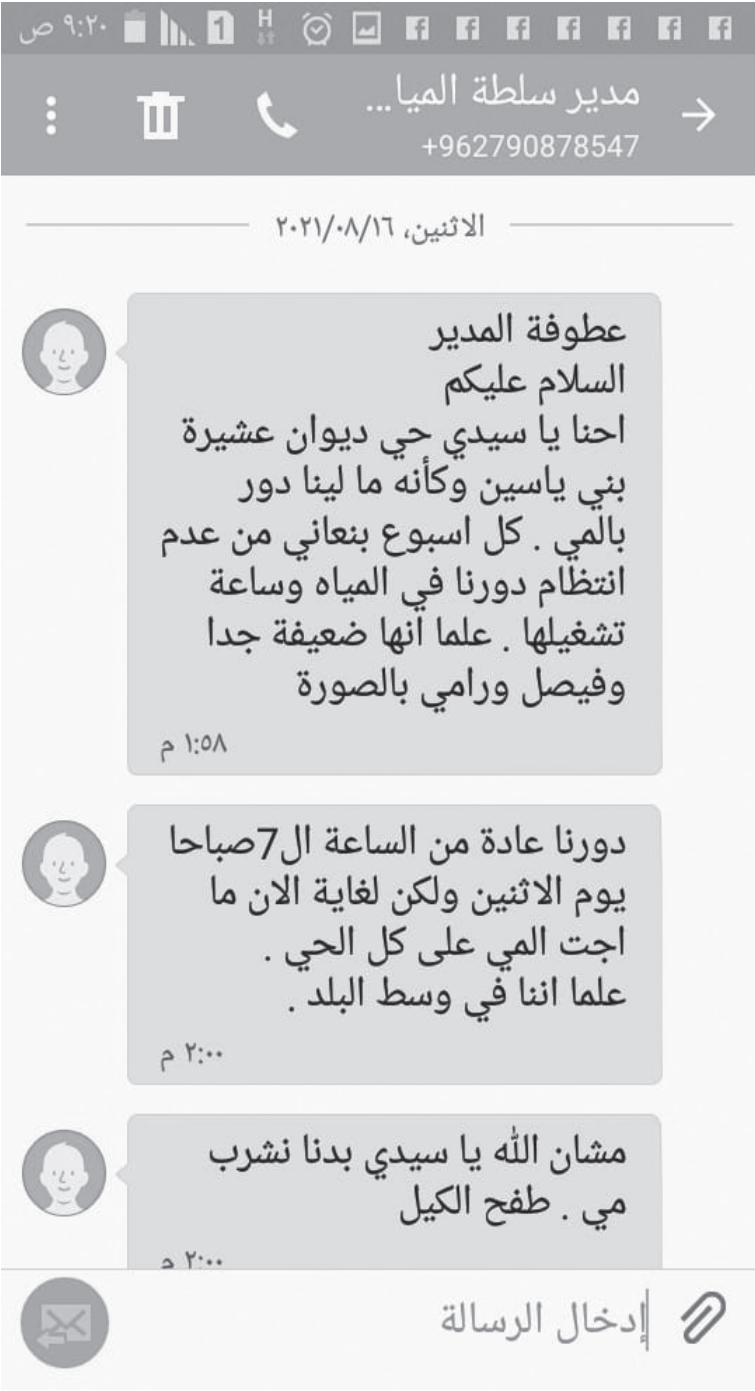 ٩:٢٠ ص
1
H
مدير سلطة الميا...
+962790878547
الاثنين، ٢٠٢١/٠٨/١٦
عطوفة المدير
السلام عليكم
احنا يا سيدي حي ديوان عشيرة
بني ياسين وكأنه ما لينا دور
بالمي . كل اسبوع بنعاني من عدم
انتظام دورنا في المياه وساعة
تشغيلها . علما انها ضعيفة جدا
وفيصل ورامي بالصورة
١:٥٨ م
دورنا عادة من الساعة ال7صباحا
يوم الاثنين ولكن لغاية الان ما
اجت المي على كل الحي .
علما اننا في وسط البلد .
٢:٠٠ م
مشان الله يا سيدي بدنا نشرب
مي . طفح الكيل
٢:٠٠ م
إدخال الرسالة